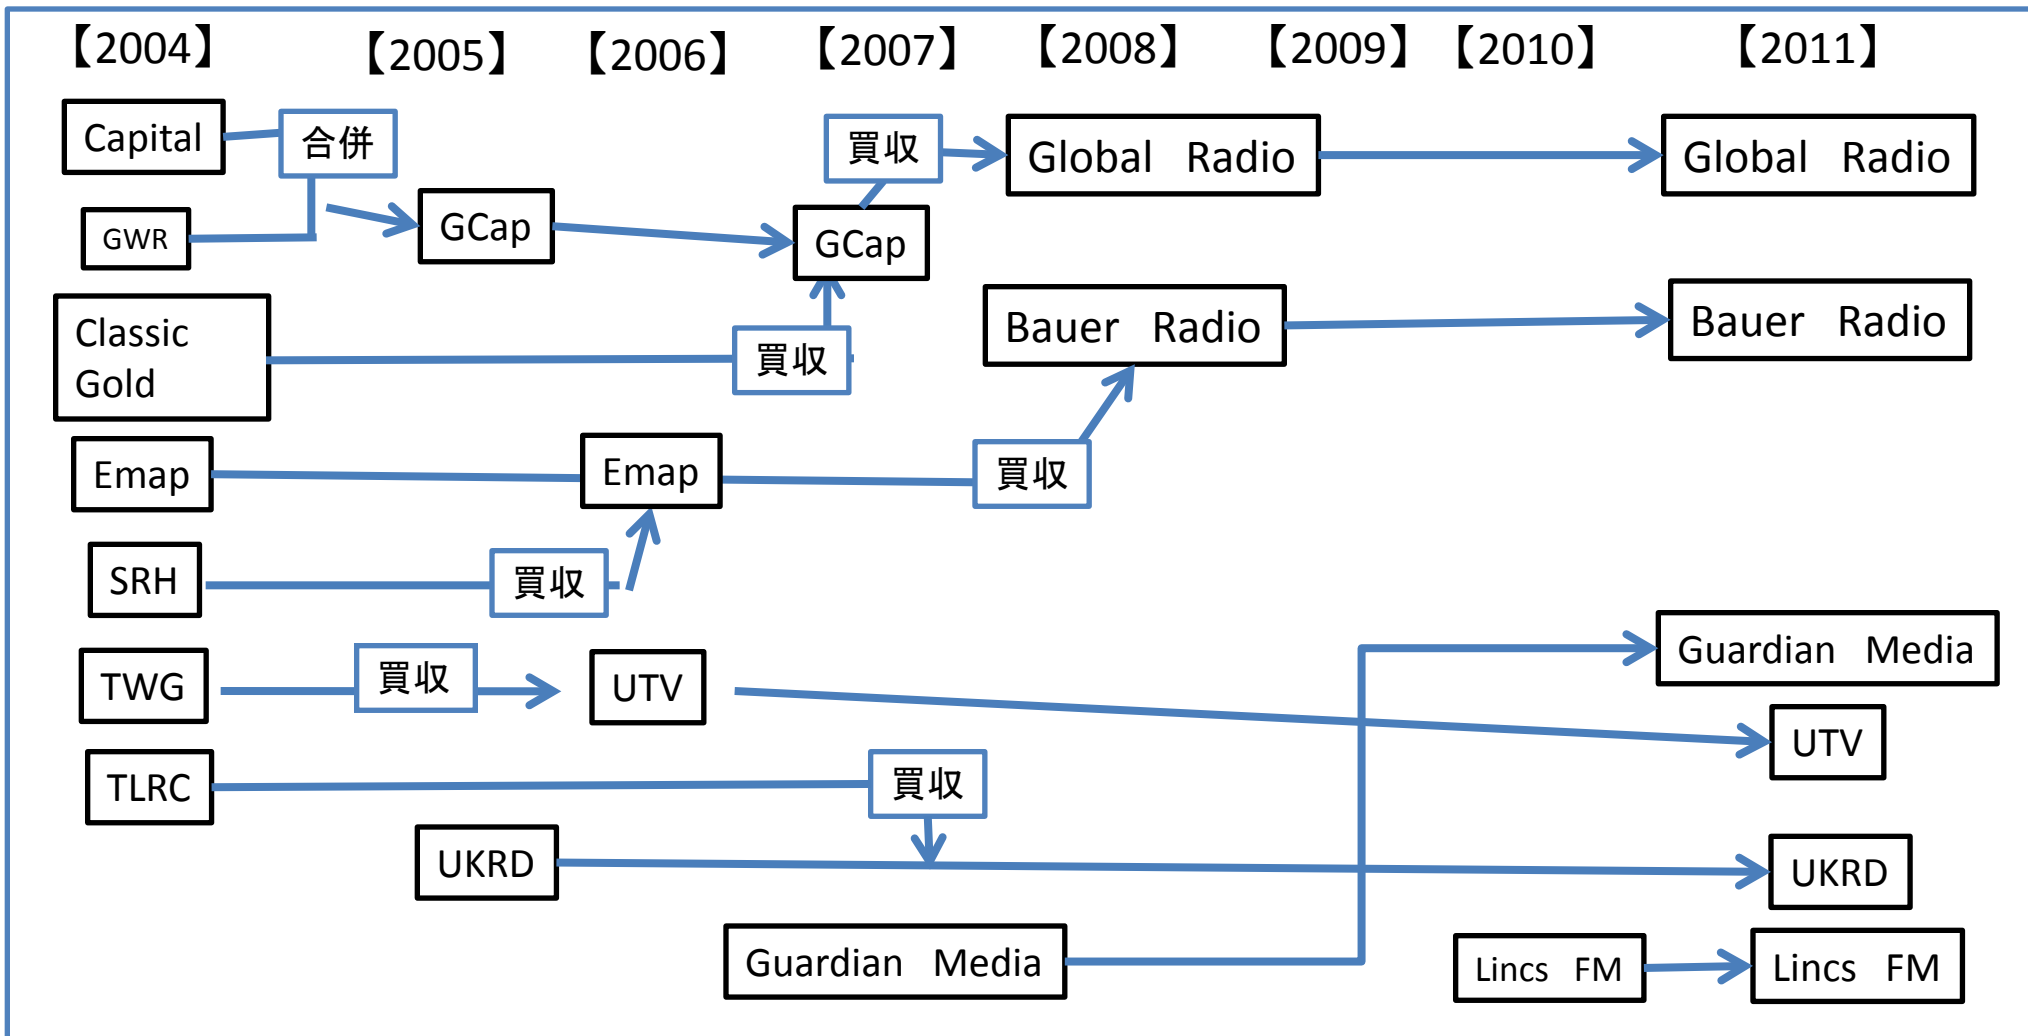 【2004】 【2005】 【2006】 【2007】 【2008】 【2009】 【2010】 【2011】
Capital 合併 買収 Global Radio Global Radio
GWR GCap GCap
Classic
Gold 買収 Bauer Radio Bauer Radio
Emap Emap 買収
SRH 買収
TWG 買収 UTV Guardian Media
UTV
TLRC 買収
UKRD UKRD
Guardian Media Lincs FM Lincs FM